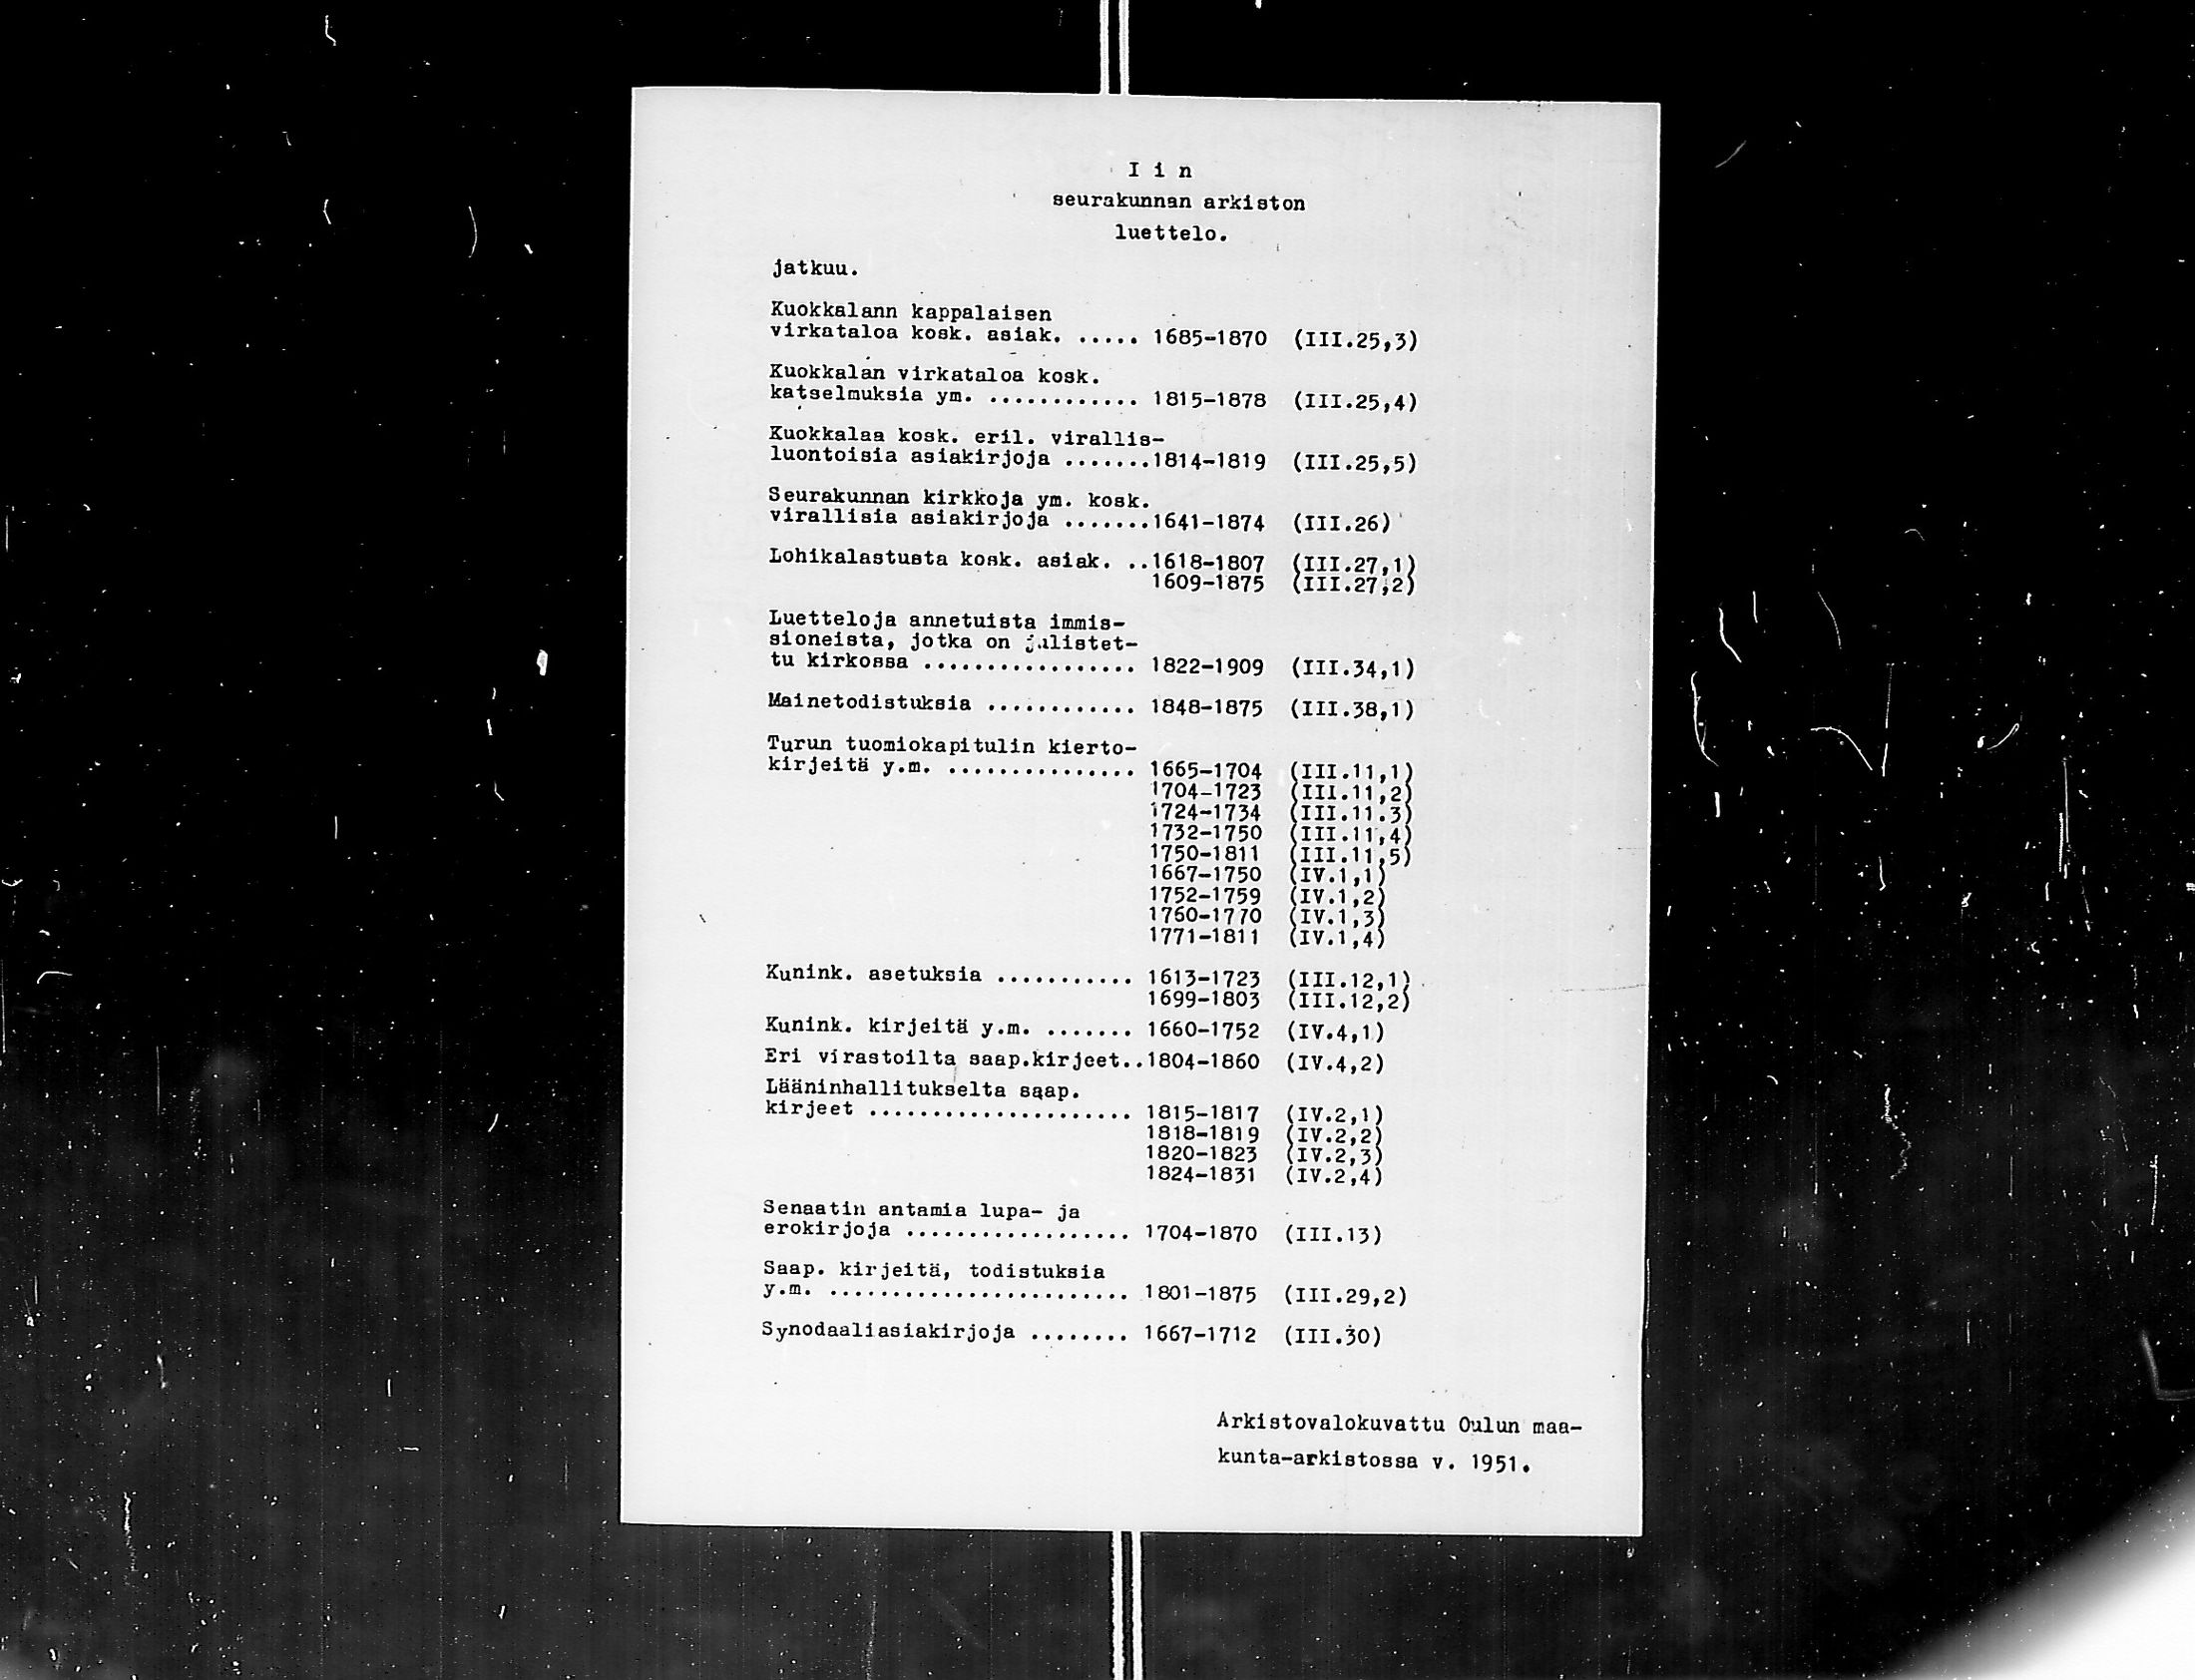 I i n
seurakunnan arkiston
luettelo.
jatkuu.
Kuokkalann kappalaisen
virkataloa kosk. asiak. ..... 1685-1870 (III.25,3)
Kuokkalan virkataloa kosk.
katselmuksia ym. ............ 1815-1878 (III.25,4)
Kuokkalaa kosk. eril. virallis-
luontoisia asiakirjoja .......1814-1819 (III.25,5)
Seurakunnan kirkkoja ym. kosk.
virallisia asiakirjoja .......1641-1874 (III.26)
Lohikalastusta kosk. asiak. ..1618-1807 (III.27,1)
1609-1875 (III.27,2)
Luetteloja annetuista immis-
sioneista, jotka on julistet-
tu kirkossa ................. 1822-1909 (III.34,1)
Mainetodistuksia ............ 1848-1875 (III.38,1)
Turun tuomiokapitulin kierto-
kirjeitä y.m. ............... 1665-1704 (III.11,1)
1704-1723 (III.11,2)
1724-1734 (III.11.3)
1732-1750 (III.11,4)
1750-1811 (III.11,5)
1667-1750 (IV.1,1)
1752-1759 (IV.1,2)
1760-1770 (IV.1,3)
1771-1811 (IV.1,4)
Kunink. asetuksia ........... 1613-1723 (III.12,1)
1699-1803 (III.12,2)
Kunink. kirjeitä y.m. ....... 1660-1752 (IV.4,1)
Eri virastoilta saap.kirjeet..1804-1860 (IV.4,2)
Lääninhallitukselta saap.
kirjeet ..................... 1815-1817 (IV.2,1)
1818-1819 (IV.2,2)
1820-1823 (IV.2,3)
1824-1831 (IV.2,4)
Senaatin antamia lupa- ja
erokirjoja .................. 1704-1870 (III.13)
Saap. kirjeitä, todistuksia
y.m. ........................ 1801-1875 (III.29,2)
Synodaaliasiakirjoja ........ 1667-1712 (III.30)
Arkistovalokuvattu Oulun maa-
kunta-arkistossa v. 1951.